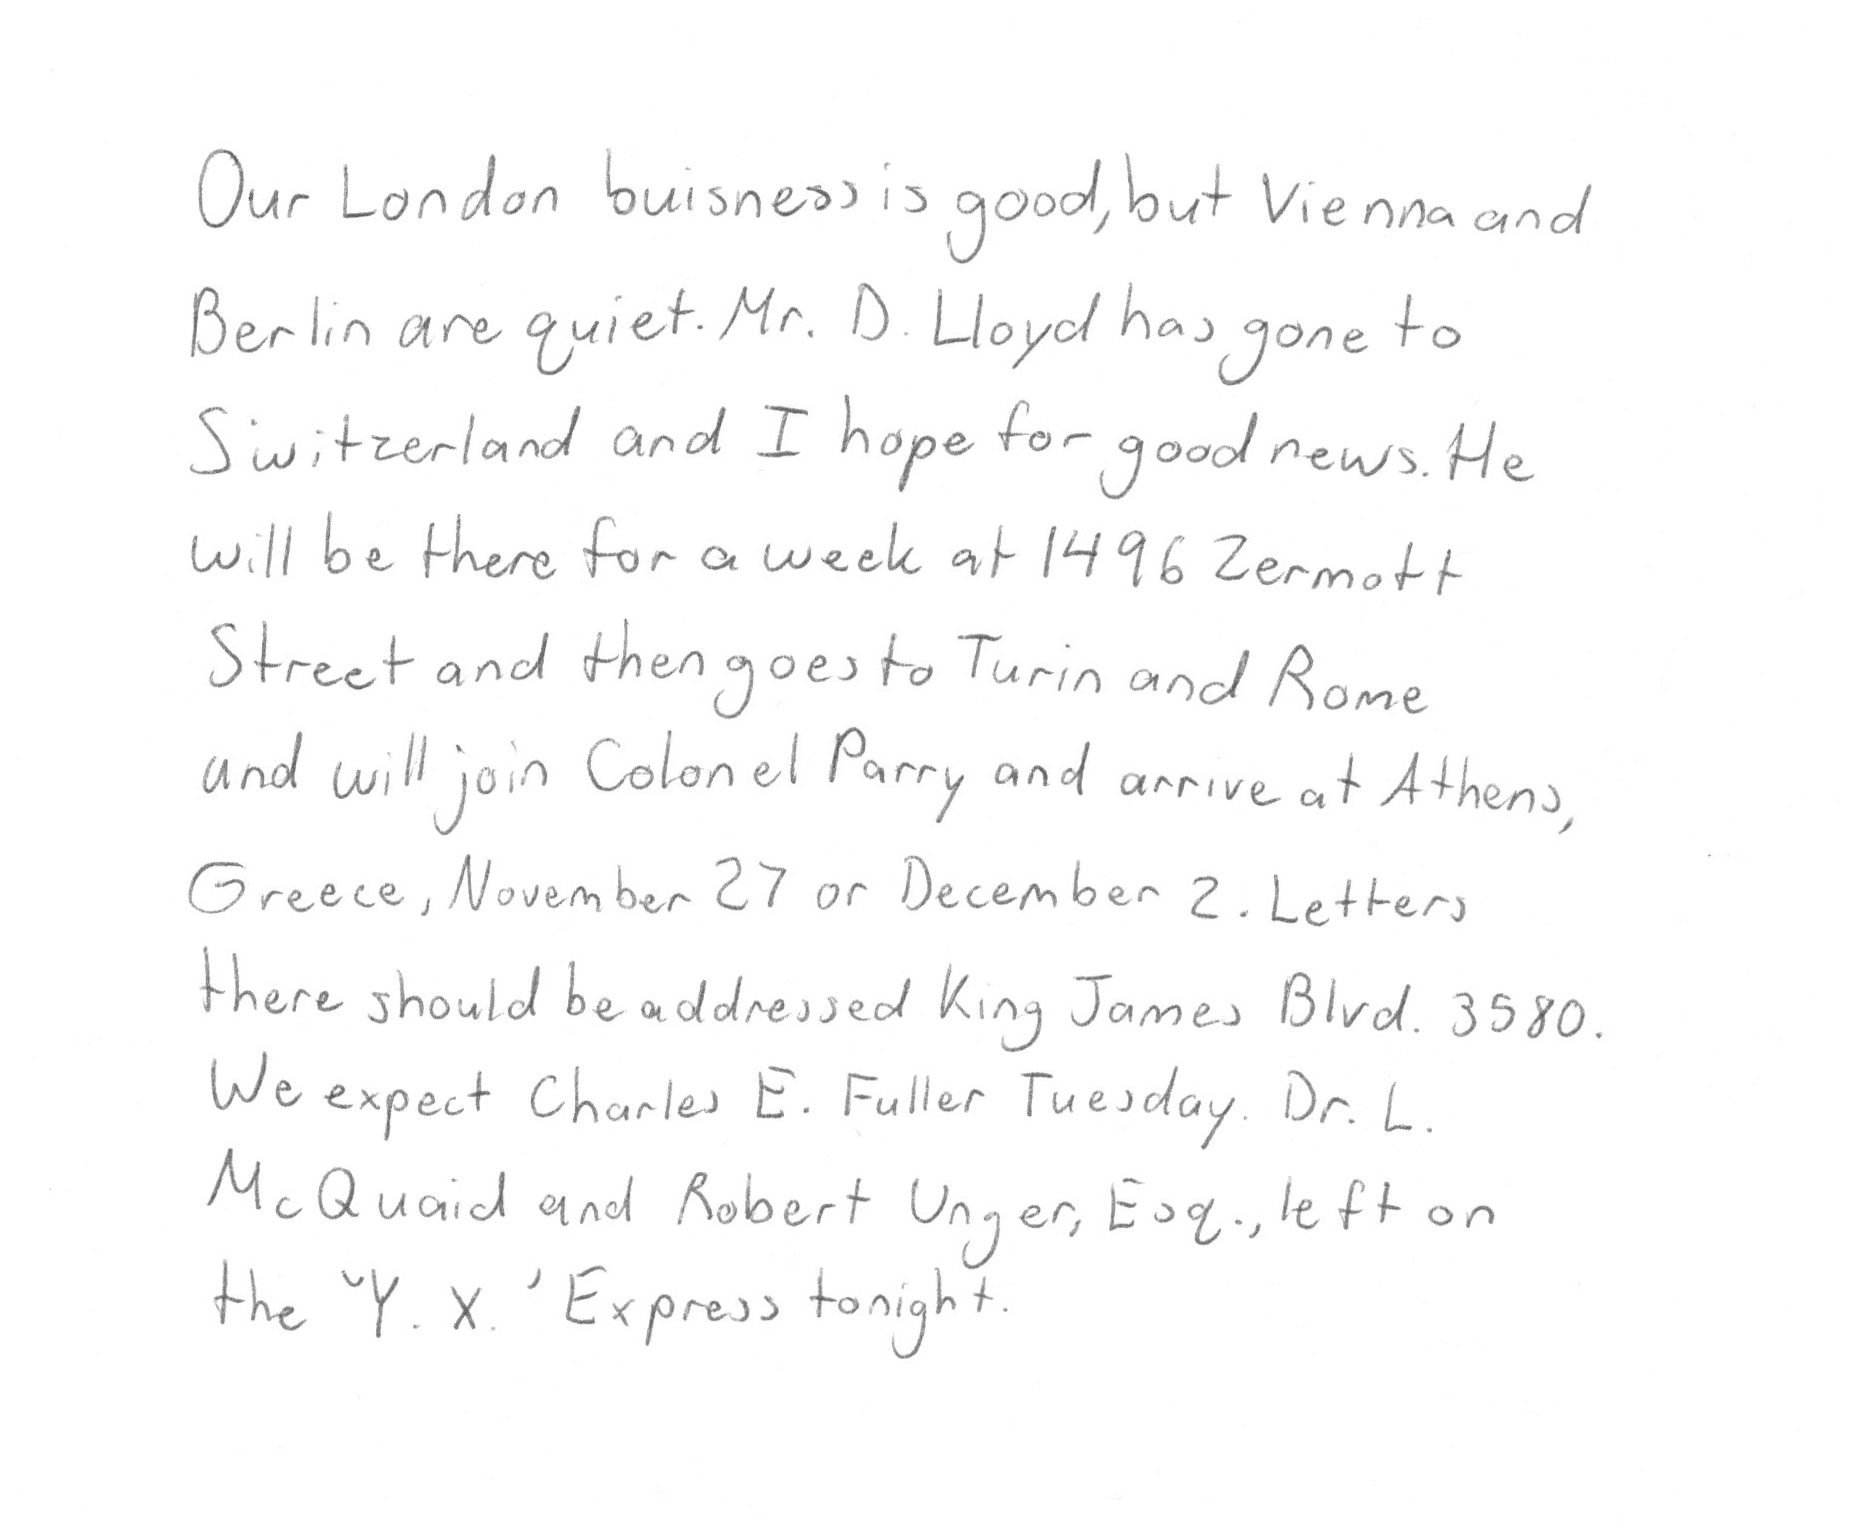 Our London buisness is good, but Vienna and
Berlin are quiet. Mr. D. Lloyd has gone to
Switzerland and I hope for good news. He
will be there for a week at 1496 Zermott
Street and then goes to Turin and Rome
and will join Colonel Parry and arrive at Athens,
Greece, November 27 or December 2. Letters
there should be addressed King James Blvd. 3580.
We expect Charles E. Fuller Tuesday. Dr. L.
McQuaid and Robert Unger, Esq., left on
the "Y. X.' Express tonight.